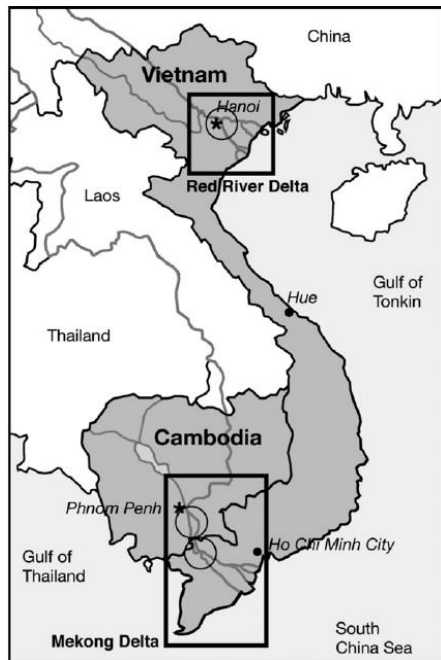 China
Vietnam
Hanoi
Red River Delta
Laos
Gulf of
Tonkin
Hue
Thailand
Cambodia
Phnom Penh
Ho Chi Minh City
Gulf of
Thailand
Mekong Delta
South
China Sea